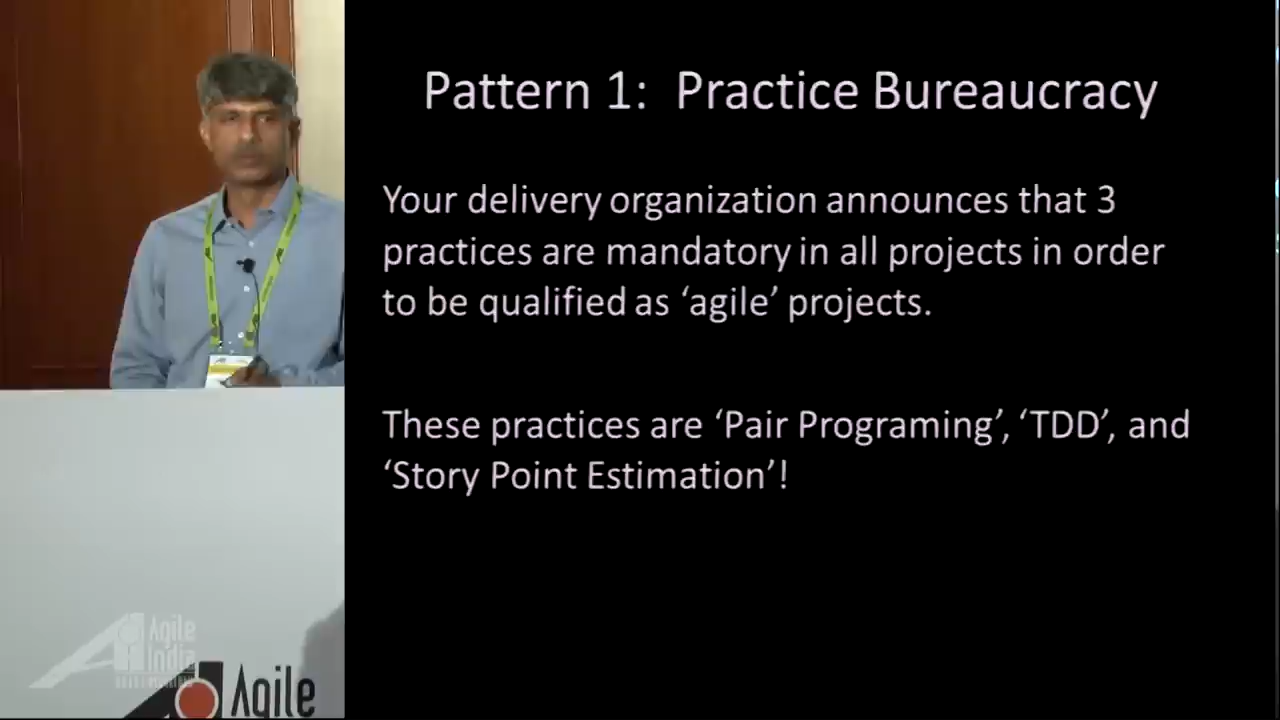 Pattern 1: Practice Bureaucracy
Your delivery organization announces that 3
practices are mandatory in all projects in order
to be qualified as ‘agile’ projects.
These practices are ‘Pair Programing’, ‘TDD’, and
‘Story Point Estimation’!
Agile
India
Agile